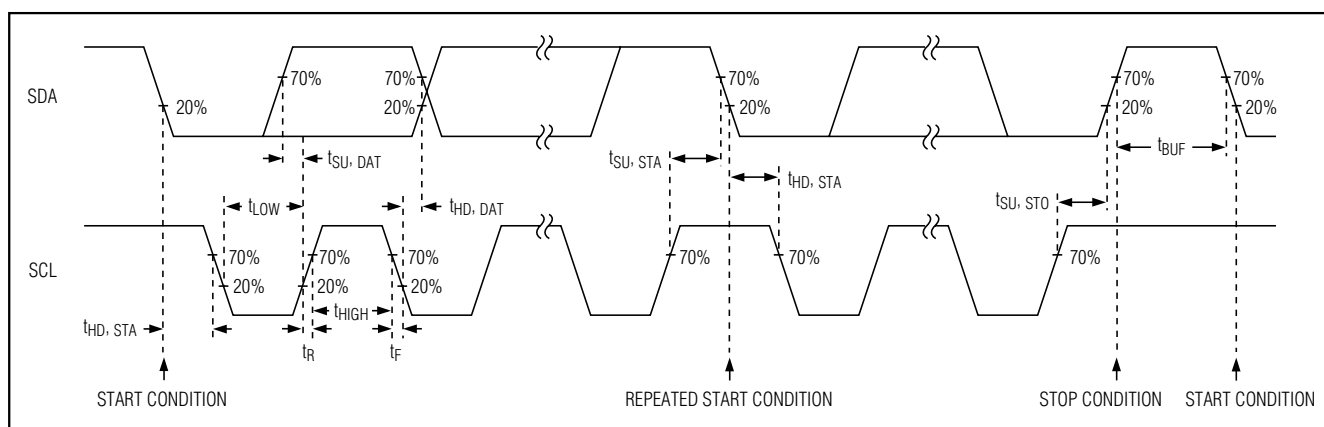 SDA
20%
70%
70%
20%
70%
20%
70%
20%
70%
20%
tSU, DAT
tSU, STA
tBUF
tLOW
tHD, DAT
tHD, STA
tSU, STO
SCL
70%
20%
70%
20%
70%
20%
70%
70%
70%
tHIGH
tHD, STA
tR
tF
START CONDITION
REPEATED START CONDITION
STOP CONDITION
START CONDITION